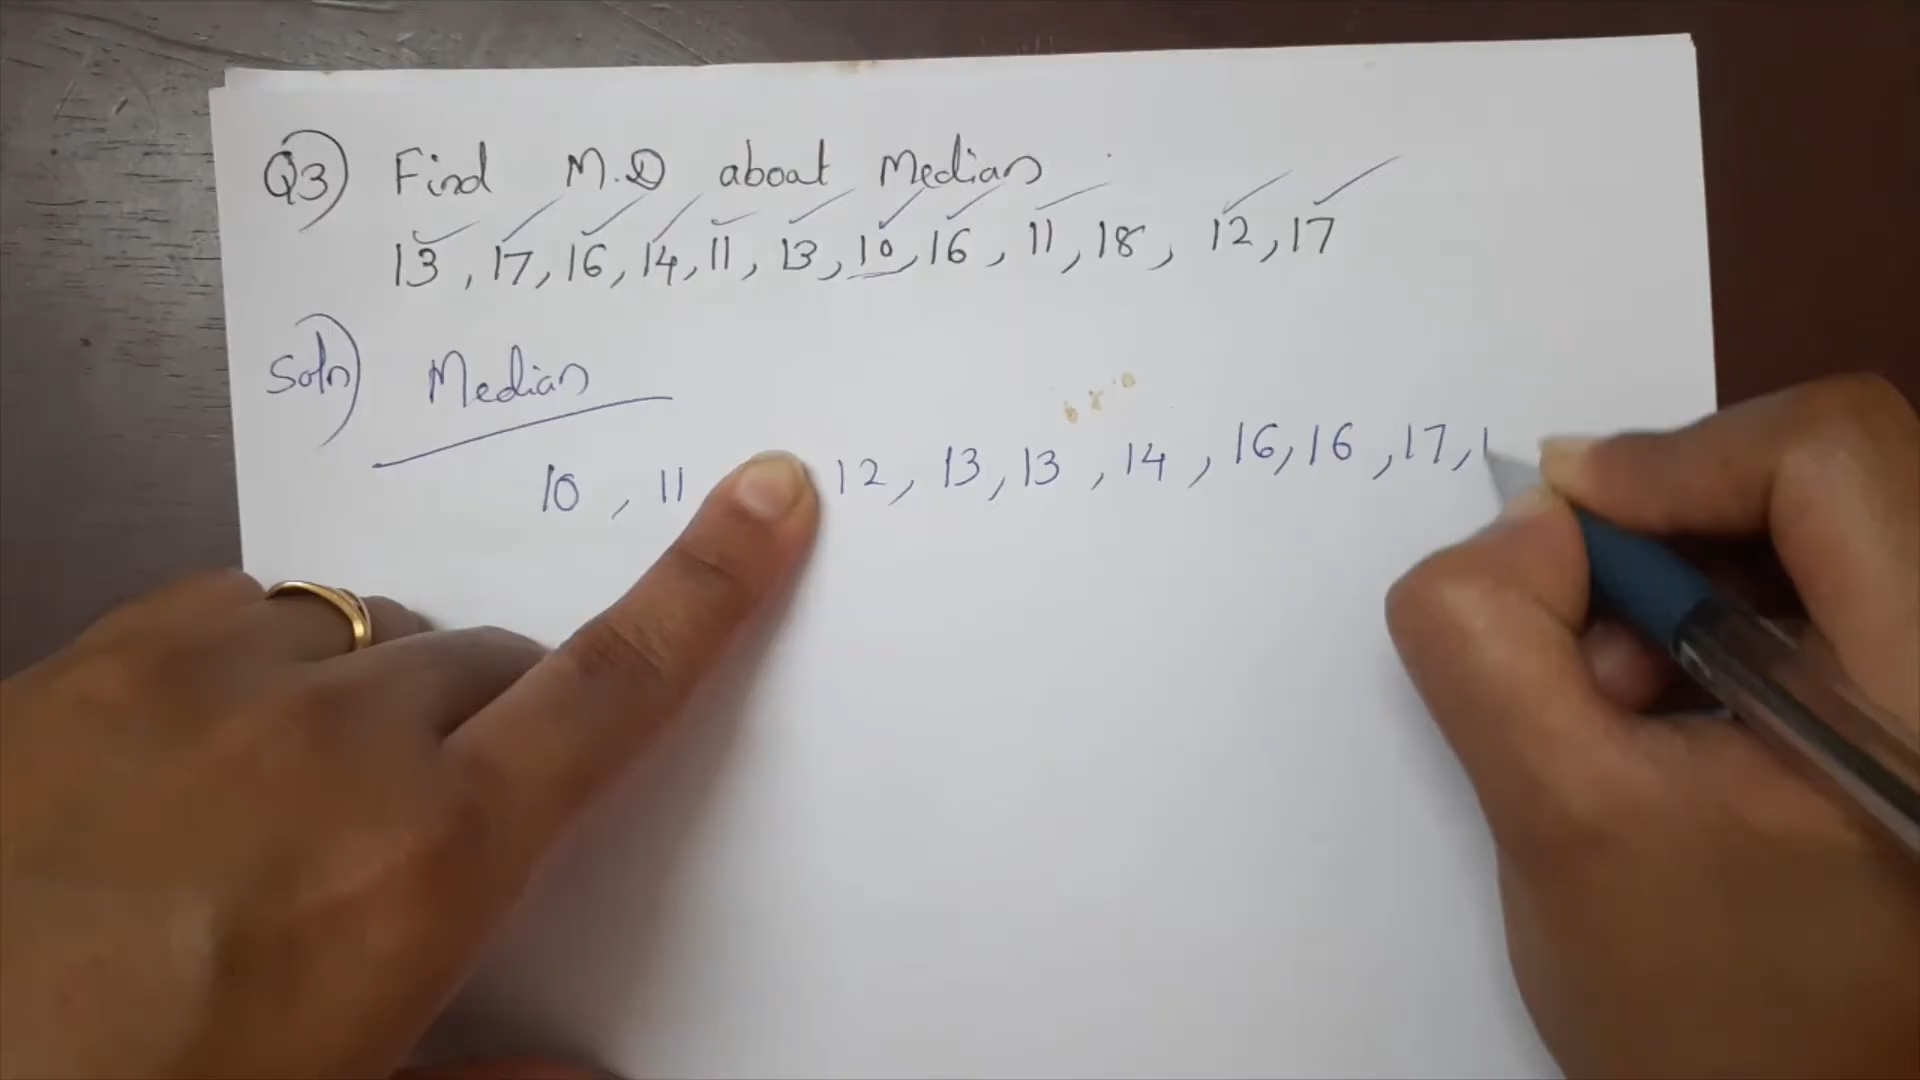 Q3) Find M.D about Median
13, 17, 16, 14, 11, 13, 10, 16, 11, 18, 12, 17
Soln) Median
10, 11 12, 13, 13, 14, 16, 16, 17, 1